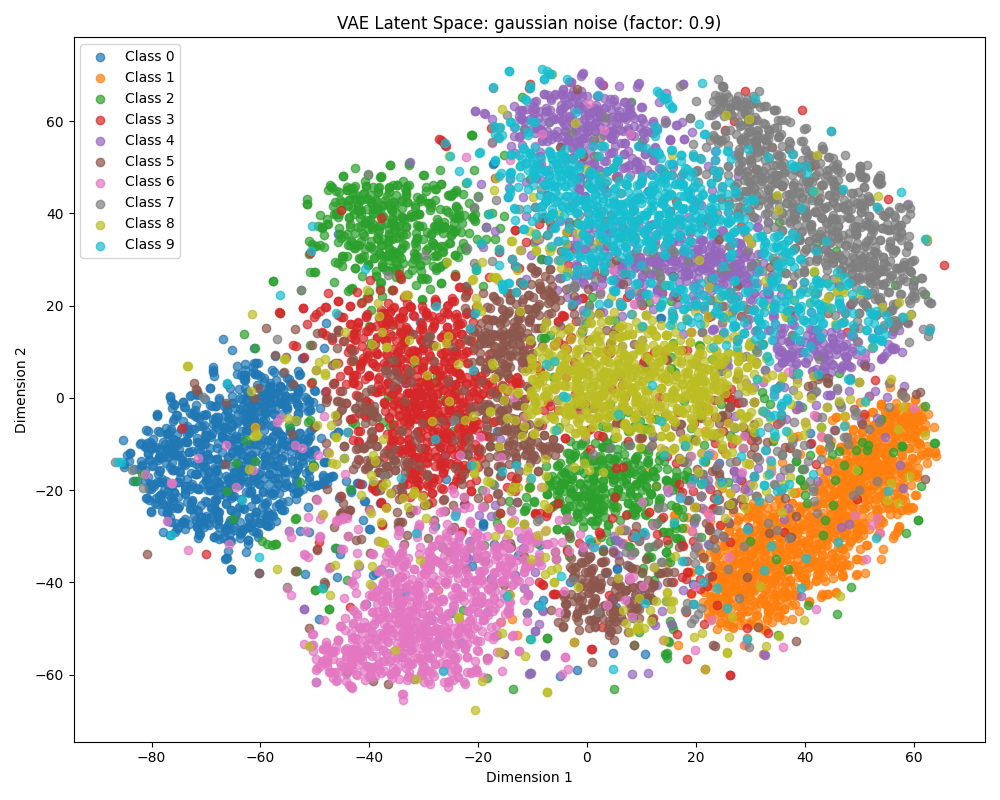 VAE Latent Space: gaussian noise (factor: 0.9)
Class 0
Class 1
Class 2
Class 3
Class 4
Class 5
Class 6
Class 7
Class 8
Class 9
60
40
20
0
−20
−40
−60
Dimension 2
−80 −60 −40 −20 0 20 40 60
Dimension 1